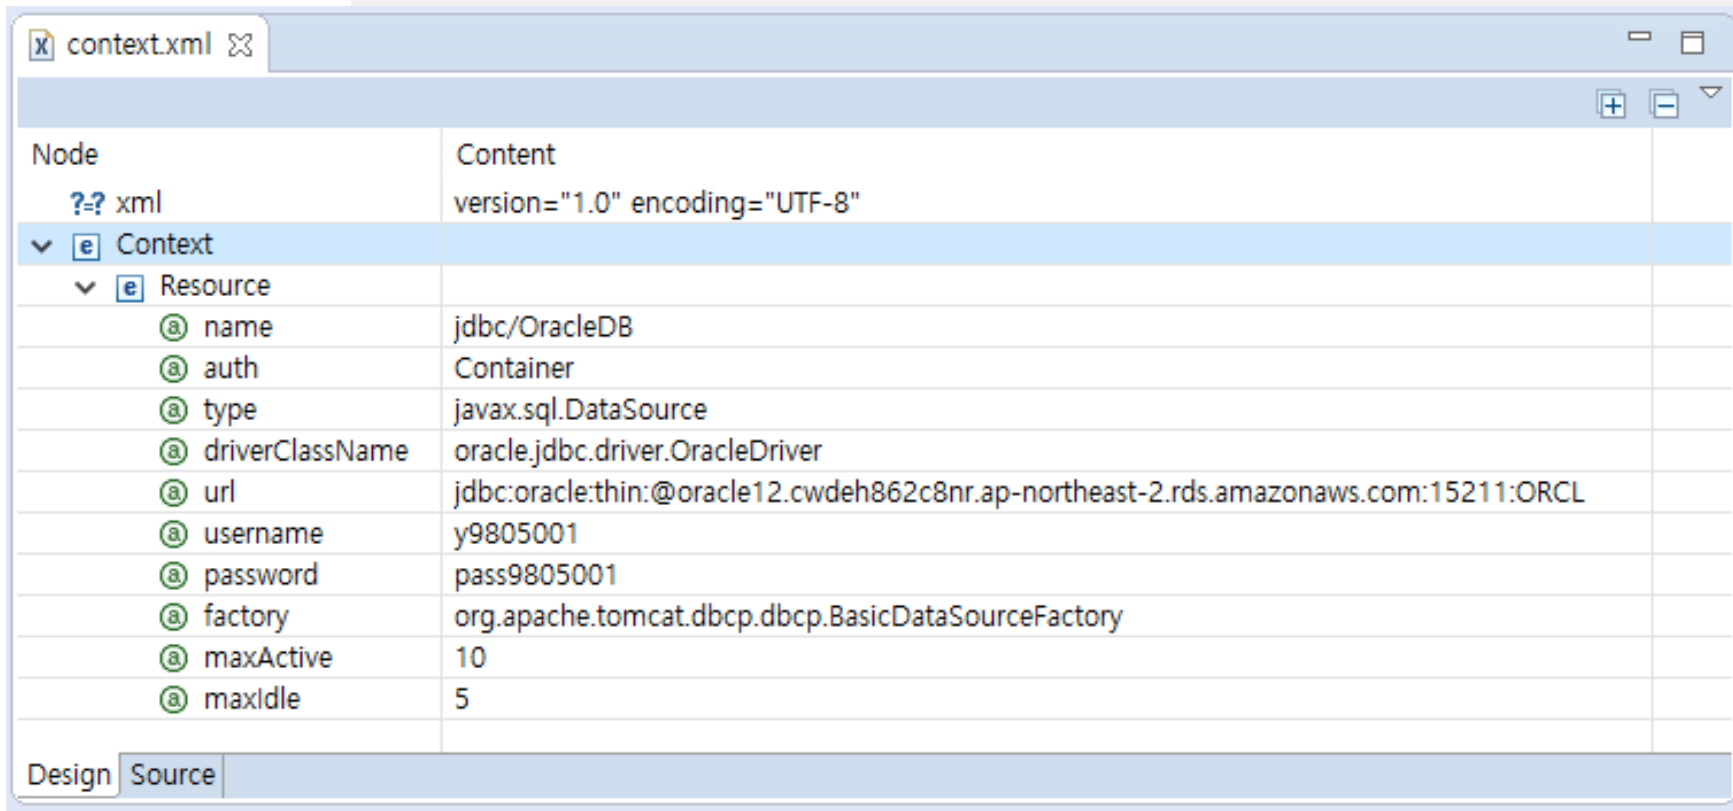 context.xml
Node Content
?=? xml version="1.0" encoding="UTF-8"
e Context
e Resource
a name jdbc/OracleDB
a auth Container
a type javax.sql.DataSource
a driverClassName oracle.jdbc.driver.OracleDriver
a url jdbc:oracle:thin:@oracle12.cwdeh862c8nr.ap-northeast-2.rds.amazonaws.com:15211:ORCL
a username y9805001
a password pass9805001
a factory org.apache.tomcat.dbcp.dbcp.BasicDataSourceFactory
a maxActive 10
a maxIdle 5
Design Source